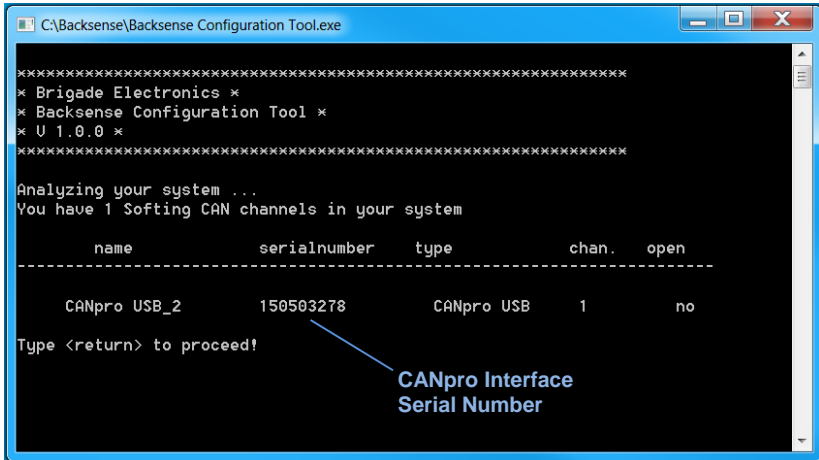 C:\Backsense\Backsense Configuration Tool.exe
****************************************************************
* Brigade Electronics *
* Backsense Configuration Tool *
* V 1.0.0 *
****************************************************************
Analyzing your system ...
You have 1 Softing CAN channels in your system
name serialnumber type chan. open
------------------------------------------------------------------------
CANpro USB_2 150503278 CANpro USB 1 no
Type <return> to proceed!
CANpro Interface
Serial Number